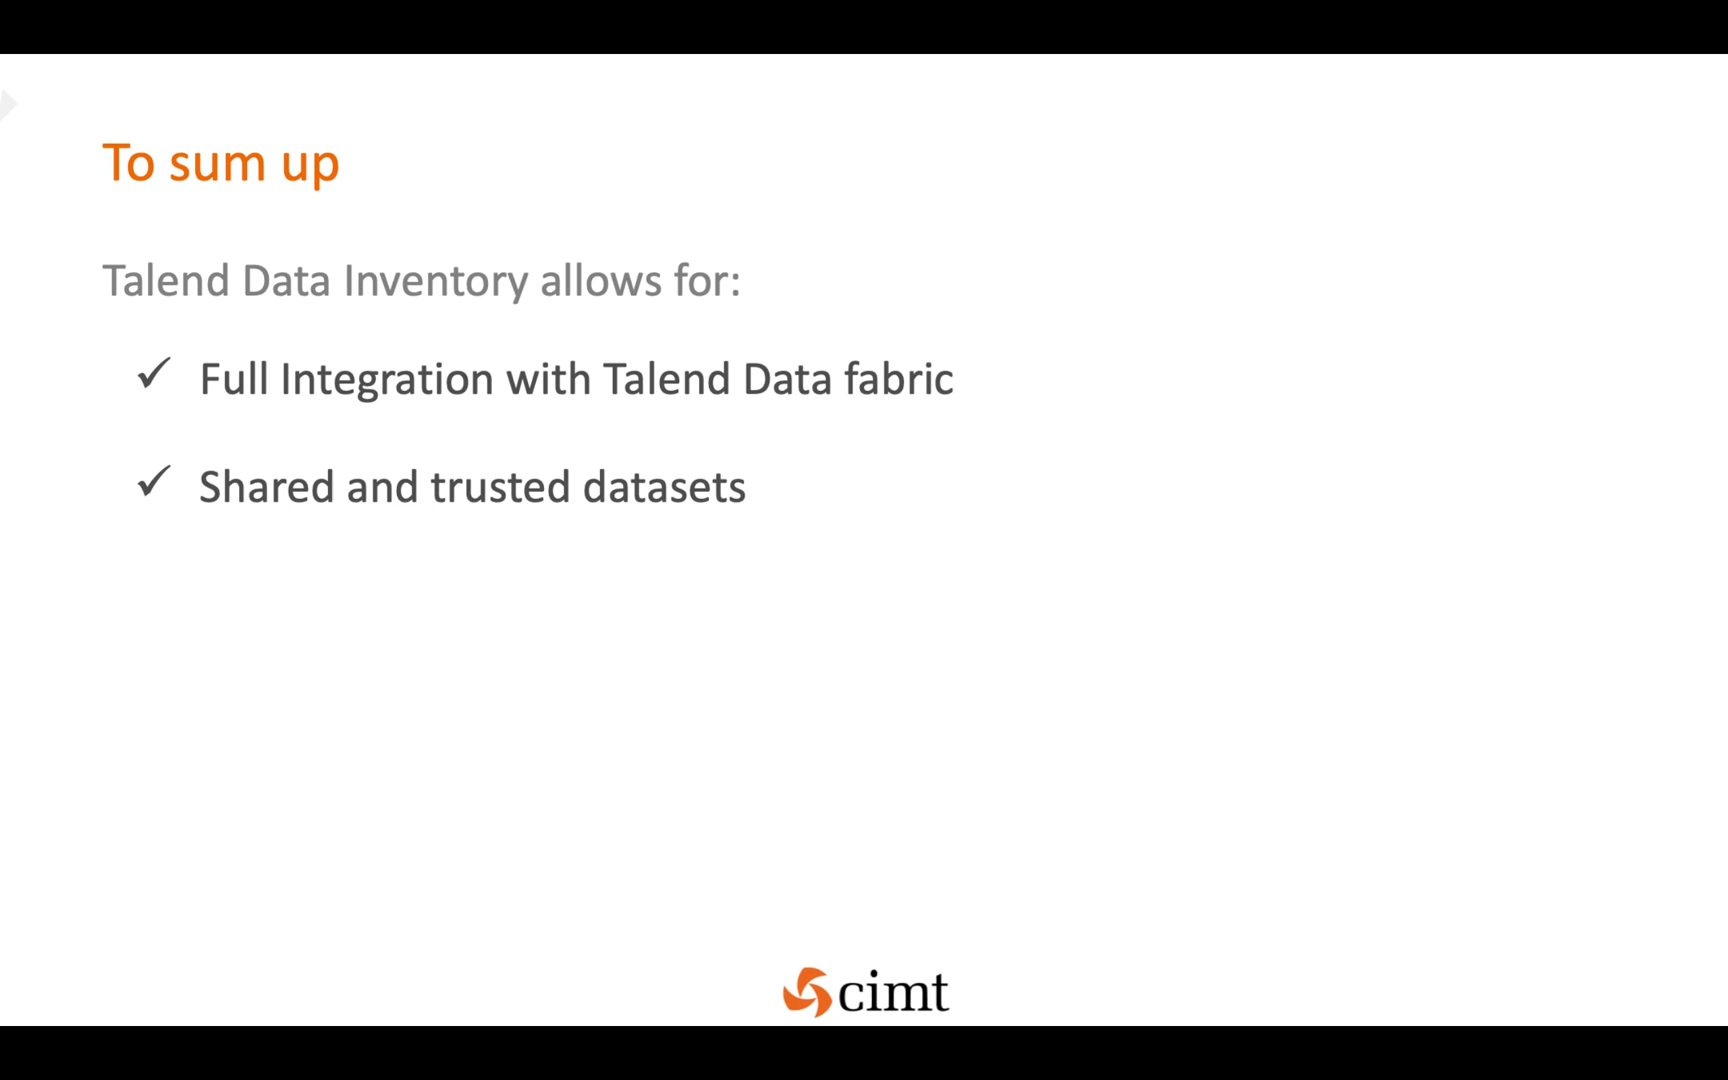 To sum up
Talend Data Inventory allows for:
✓ Full Integration with Talend Data fabric
✓ Shared and trusted datasets
cimt